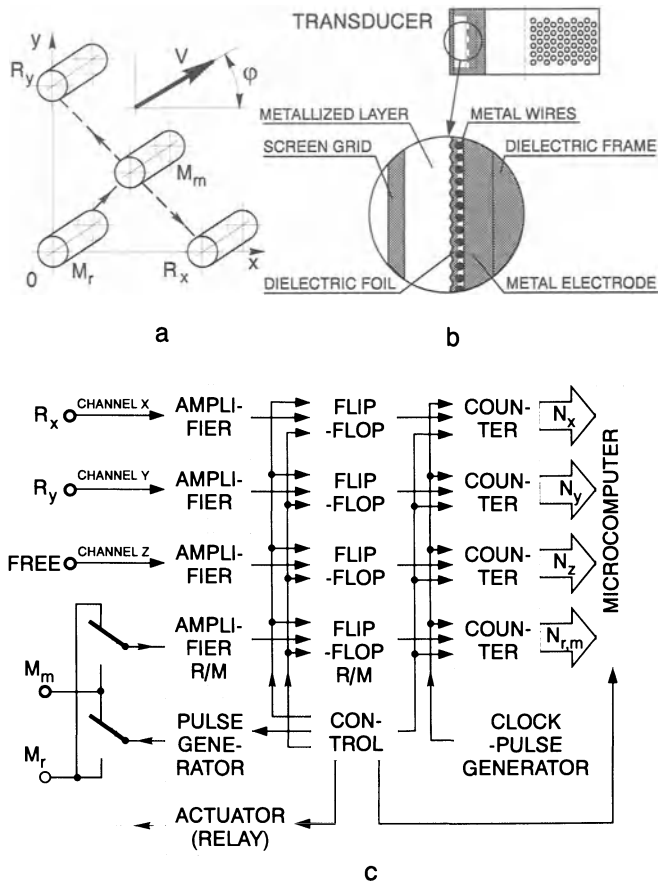 y
R_y
V
φ
M_m
0
M_r
R_x
x
a
TRANSDUCER
METALLIZED LAYER
METAL WIRES
SCREEN GRID
DIELECTRIC FRAME
DIELECTRIC FOIL
METAL ELECTRODE
b
R_x
CHANNEL X
AMPLI-
FIER
FLIP
-FLOP
COUN-
TER
N_x
R_y
CHANNEL Y
AMPLI-
FIER
FLIP
-FLOP
COUN-
TER
N_y
FREE
CHANNEL Z
AMPLI-
FIER
FLIP
-FLOP
COUN-
TER
N_z
M_m
AMPLI-
FIER
R/M
FLIP
-FLOP
R/M
COUN-
TER
N_r,m
MICROCOMPUTER
M_r
PULSE
GENE-
RATOR
CON-
TROL
CLOCK
-PULSE
GENERATOR
ACTUATOR
(RELAY)
c